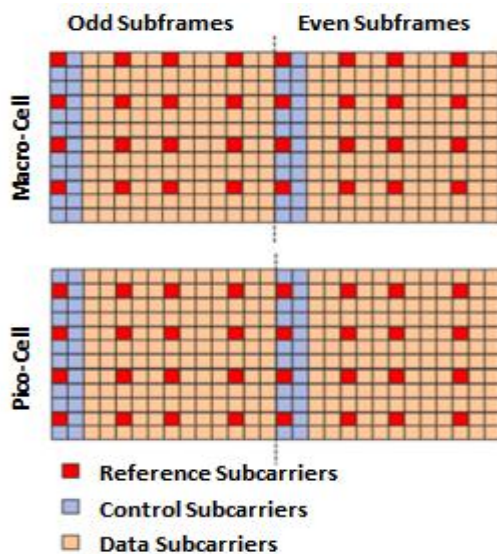 Odd Subframes Even Subframes
Macro-Cell
Pico-Cell
Reference Subcarriers
Control Subcarriers
Data Subcarriers